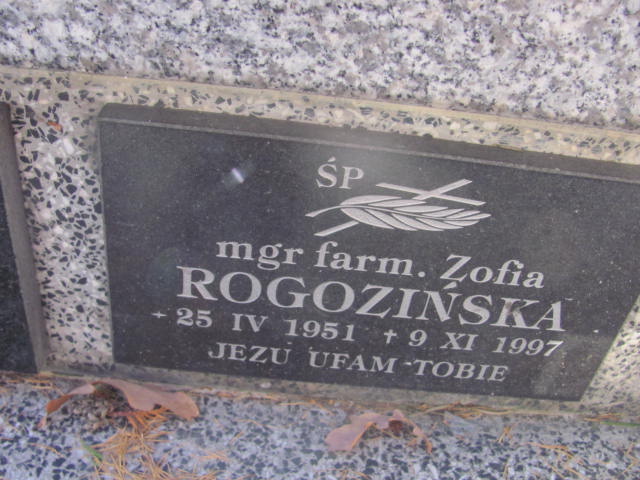 ŚP
mgr farm. Zofia
ROGOZIŃSKA
+ 25 IV 1951 † 9 XI 1997
JEZU UFAM TOBIE